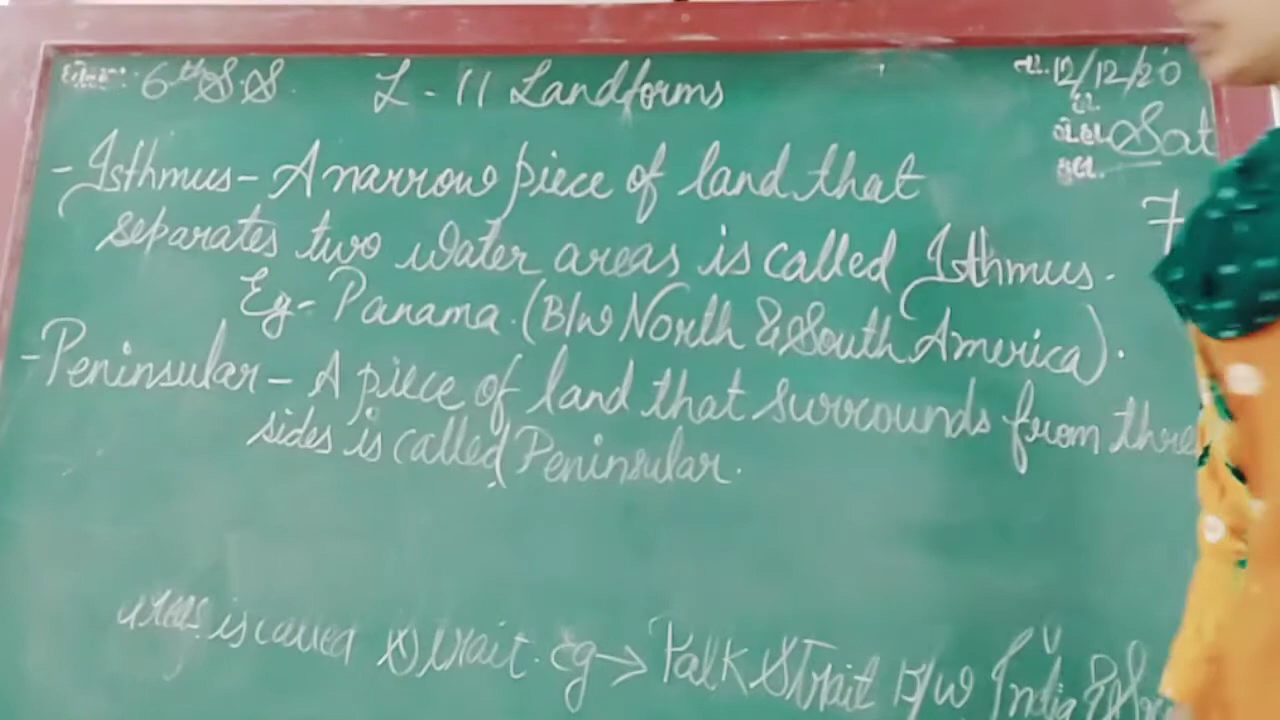 6th S.S. L - 11 Landforms 12/12/20
Sat
- Isthmus - A narrow piece of land that
7
separates two water areas is called Isthmus.
Eg - Panama. (B/w North & South America).
- Peninsular - A piece of land that surrounds from three
sides is called Peninsular.
areas is called Strait. Eg → Palk Strait B/w India &